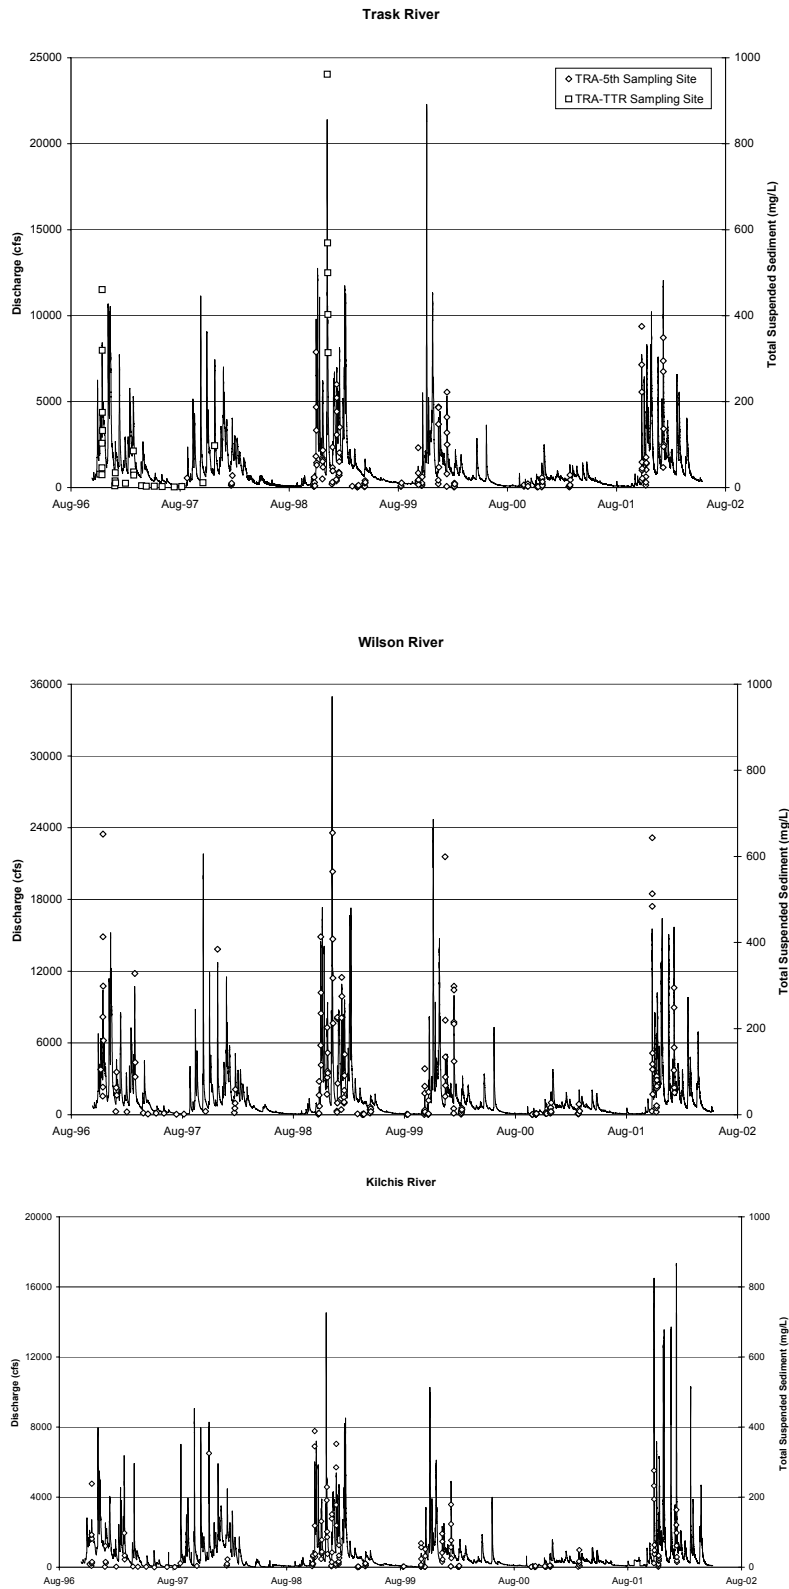 Trask River
25000
20000
15000
10000
5000
0
Discharge (cfs)
1000
800
600
400
200
0
Total Suspended Sediment (mg/L)
TRA-5th Sampling Site
TRA-TTR Sampling Site
Aug-96 Aug-97 Aug-98 Aug-99 Aug-00 Aug-01 Aug-02
Wilson River
36000
30000
24000
18000
12000
6000
0
Discharge (cfs)
1000
800
600
400
200
0
Total Suspended Sediment (mg/L)
Aug-96 Aug-97 Aug-98 Aug-99 Aug-00 Aug-01 Aug-02
Kilchis River
20000
16000
12000
8000
4000
0
Discharge (cfs)
1000
800
600
400
200
0
Total Suspended Sediment (mg/L)
Aug-96 Aug-97 Aug-98 Aug-99 Aug-00 Aug-01 Aug-02